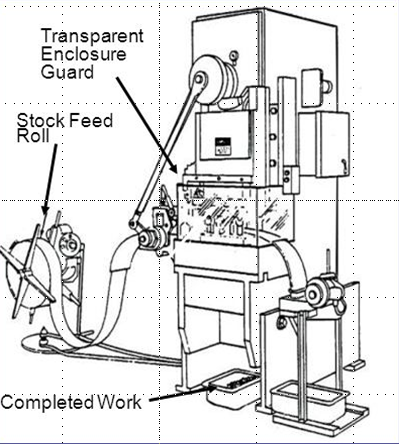 Transparent
Enclosure
Guard
Stock Feed
Roll
Completed Work